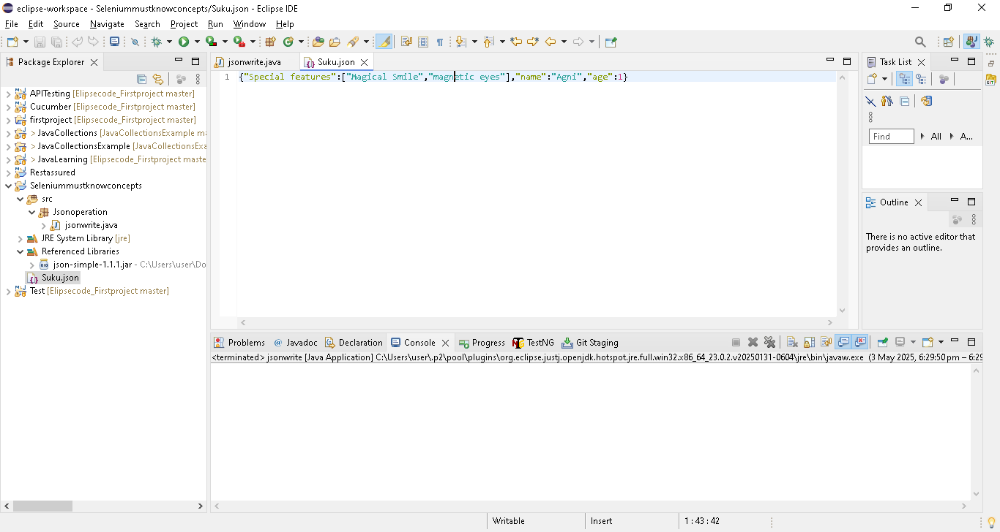 eclipse-workspace - Seleniummustknowconcepts/Suku.json - Eclipse IDE
File Edit Source Navigate Search Project Run Window Help
Package Explorer
APITesting [Elipsecode_Firstproject master]
Cucumber [Elipsecode_Firstproject master]
firstproject [Elipsecode_Firstproject master]
> JavaCollections [JavaCollectionsExample ma
> JavaCollectionsExample [JavaCollectionsExa
> JavaLearning [Elipsecode_Firstproject maste
Restassured
Seleniummustknowconcepts
src
Jsonoperation
jsonwrite.java
JRE System Library [jre]
Referenced Libraries
json-simple-1.1.1.jar - C:\Users\user\Do
Suku.json
Test [Elipsecode_Firstproject master]
jsonwrite.java Suku.json
1 {"Special features":["Magical Smile","magnetic eyes"],"name":"Agni","age":1}
Task List
Find All A...
Outline
There is no active editor that
provides an outline.
Problems Javadoc Declaration Console Progress TestNG Git Staging
<terminated> jsonwrite [Java Application] C:\Users\user\.p2\pool\plugins\org.eclipse.justj.openjdk.hotspot.jre.full.win32.x86_64_23.0.2.v20250131-0604\jre\bin\javaw.exe (3 May 2025, 6:29:50 pm – 6:29
Writable Insert 1 : 43 : 42